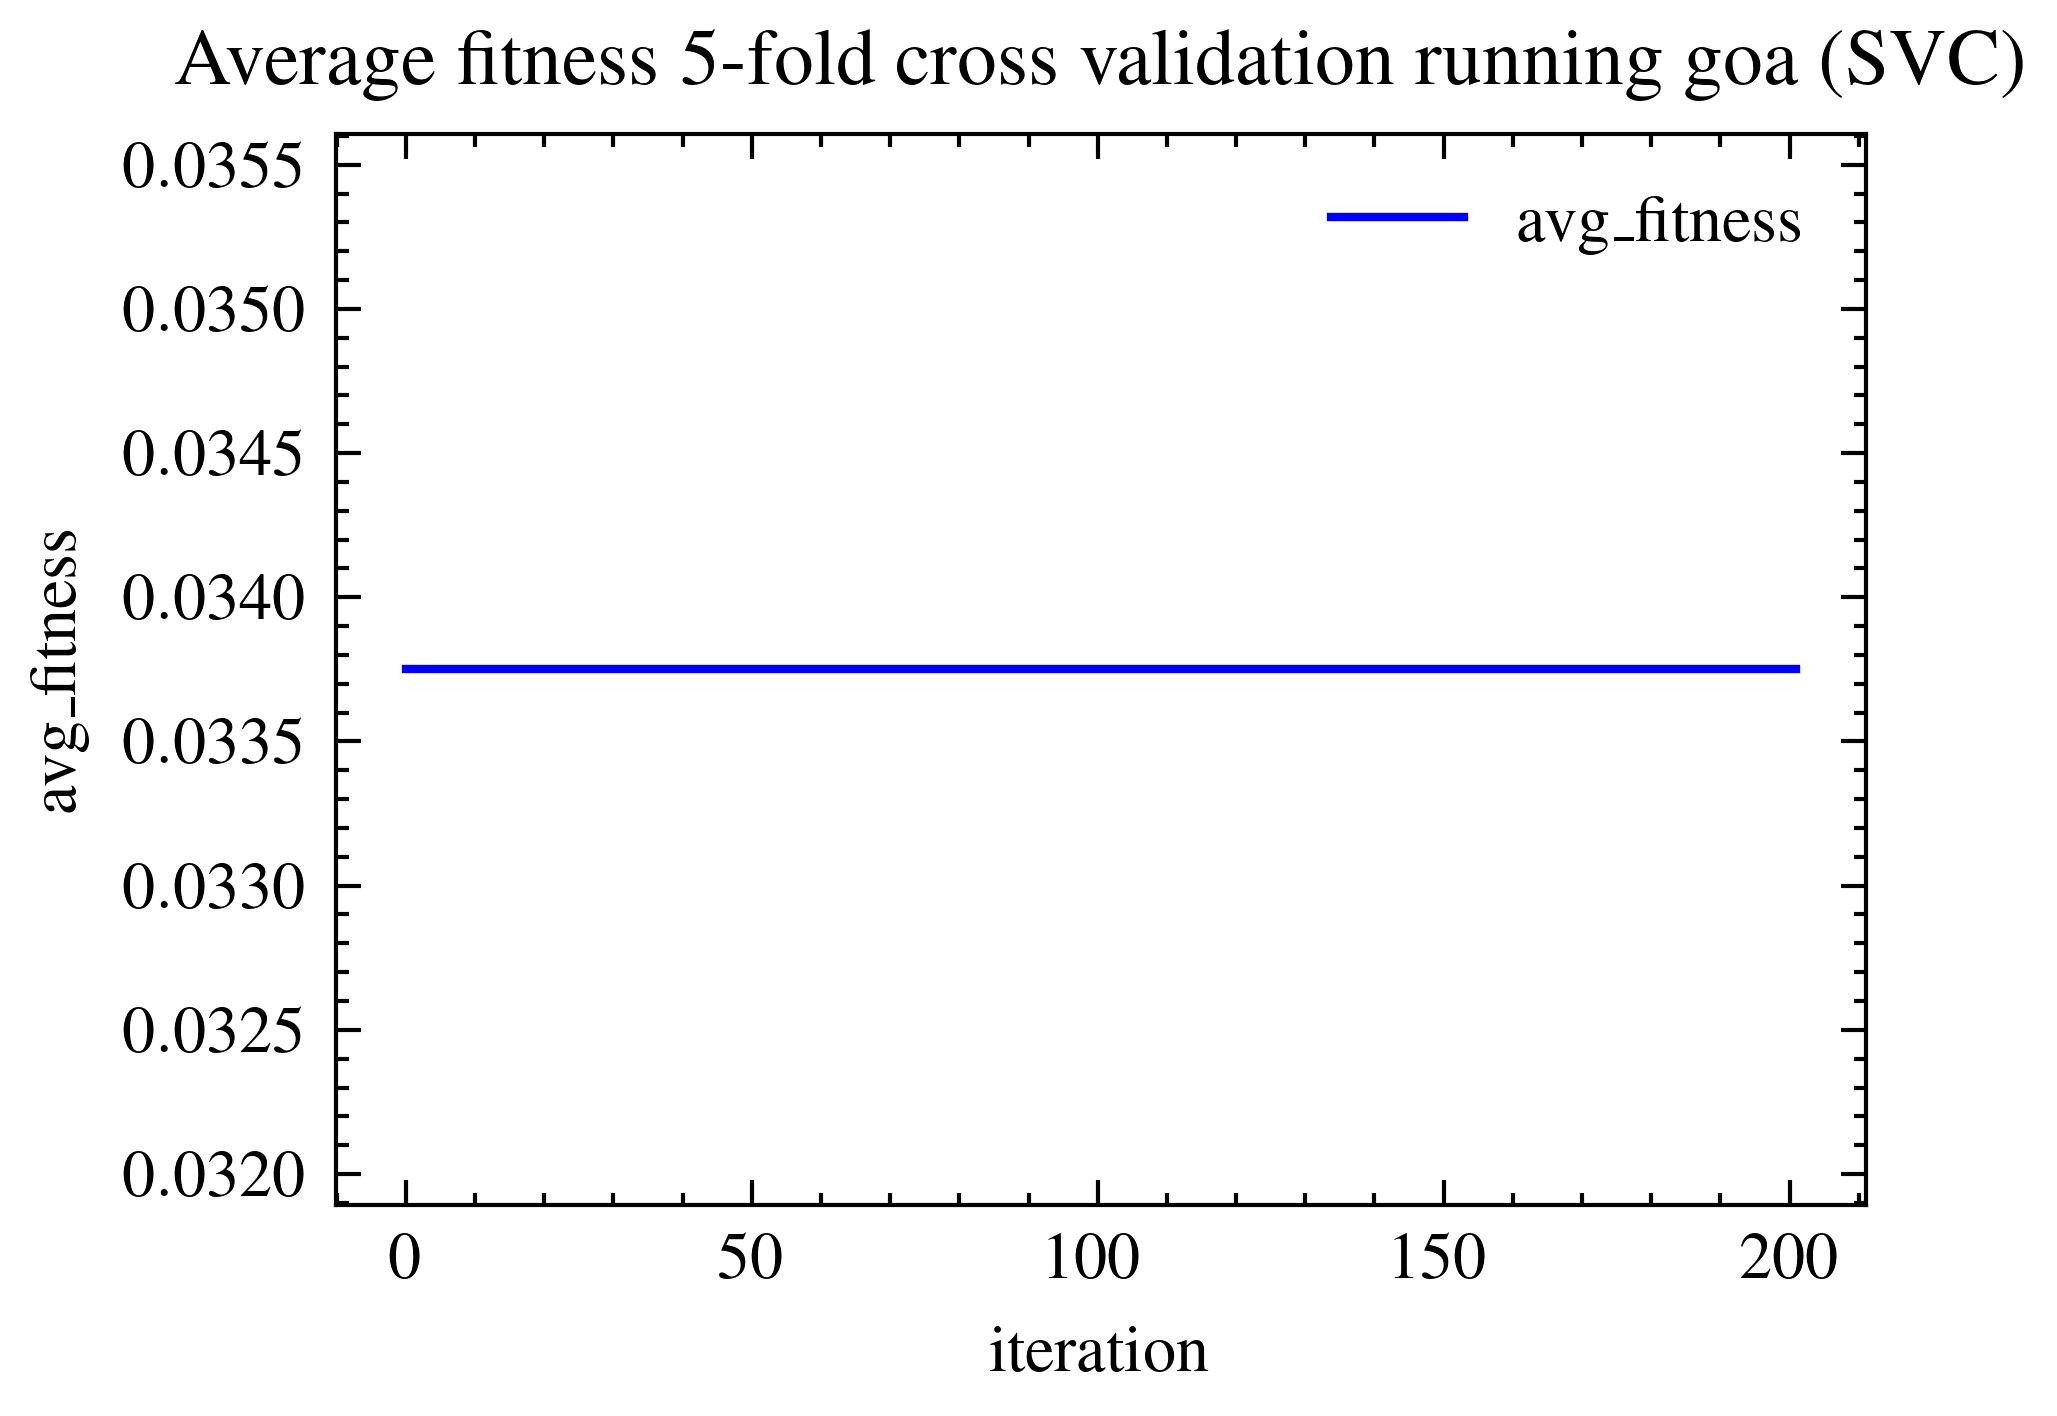 Average fitness 5-fold cross validation running goa (SVC)
avg_fitness
0.0355
0.0350
0.0345
0.0340
0.0335
0.0330
0.0325
0.0320
avg_fitness
0 50 100 150 200
iteration